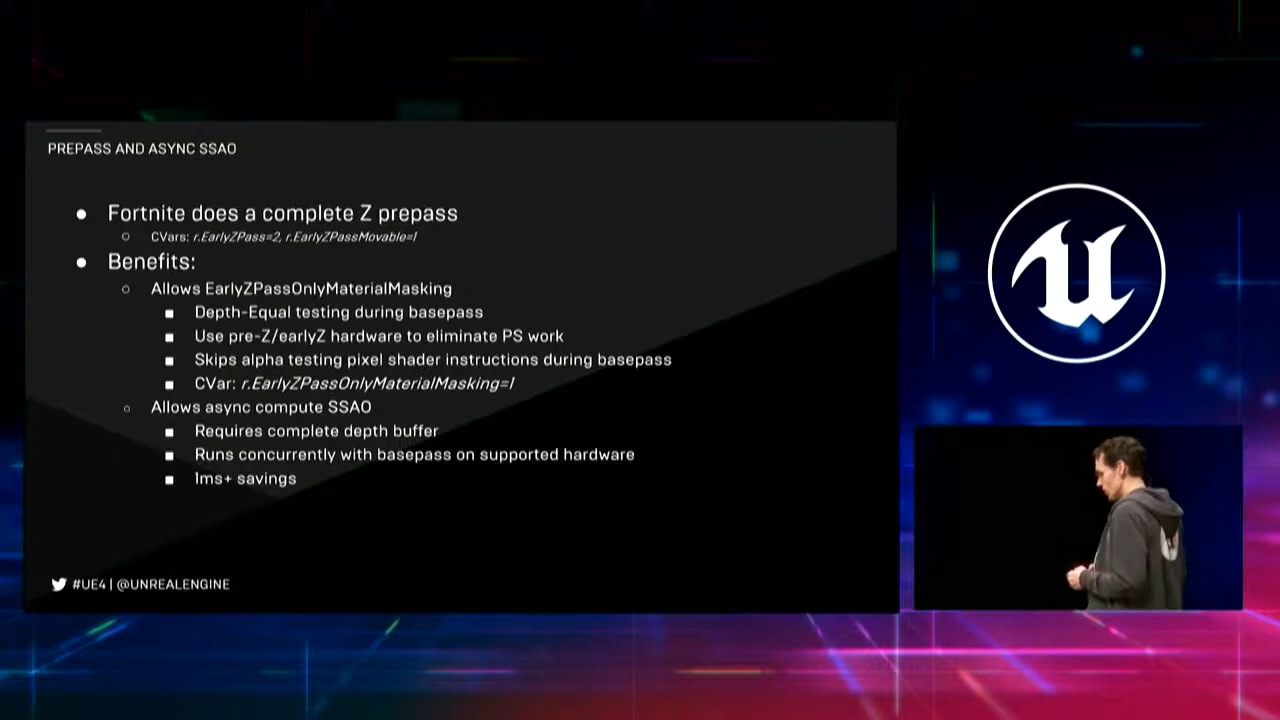 PREPASS AND ASYNC SSAO
● Fortnite does a complete Z prepass
○ CVars: r.EarlyZPass=2, r.EarlyZPassMovable=1
● Benefits:
○ Allows EarlyZPassOnlyMaterialMasking
■ Depth-Equal testing during basepass
■ Use pre-Z/earlyZ hardware to eliminate PS work
■ Skips alpha testing pixel shader instructions during basepass
■ CVar: r.EarlyZPassOnlyMaterialMasking=1
○ Allows async compute SSAO
■ Requires complete depth buffer
■ Runs concurrently with basepass on supported hardware
■ 1ms+ savings
#UE4 | @UNREALENGINE